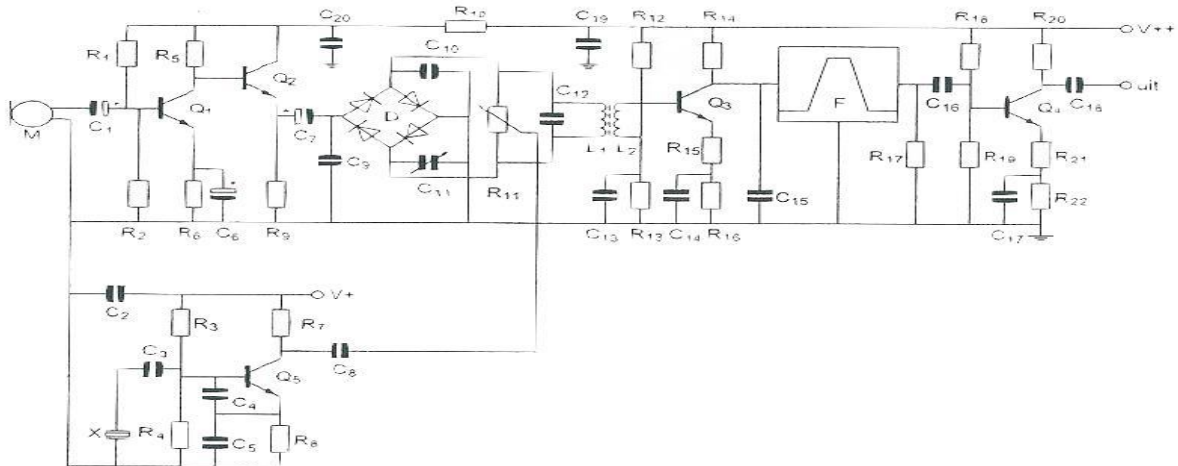 C20 R10 C19 R12 R14 R18 R20
V++
R1 R5 C10
Q2 C12 Q3 F C16 Q4 C18 uit
M C1 Q1 C7 D
C9 L1 L2 R15 R17 R19 R21
C11 R11 C15 R22
R2 R6 C6 R9 C13 R13 C14 R16 C17
C2 V+
R3 R7
C3 C8
Q5
C4
X R4 C5 R8